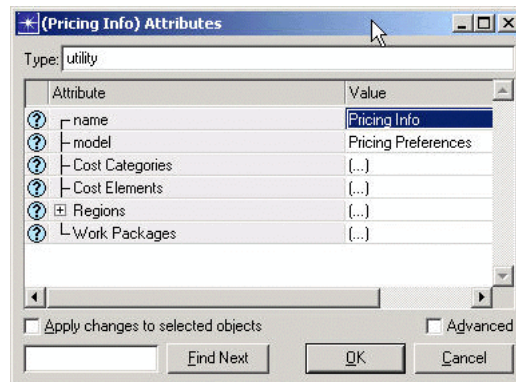 (Pricing Info) Attributes
Type: utility
Attribute Value
? name Pricing Info
? model Pricing Preferences
? Cost Categories (...)
? Cost Elements (...)
? Regions (...)
? Work Packages (...)
Apply changes to selected objects Advanced
Find Next OK Cancel